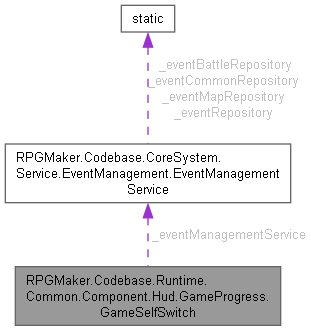 static
_eventBattleRepository
_eventCommonRepository
_eventMapRepository
_eventRepository
RPGMaker.Codebase.CoreSystem.
Service.EventManagement.EventManagement
Service
_eventManagementService
RPGMaker.Codebase.Runtime.
Common.Component.Hud.GameProgress.
GameSelfSwitch